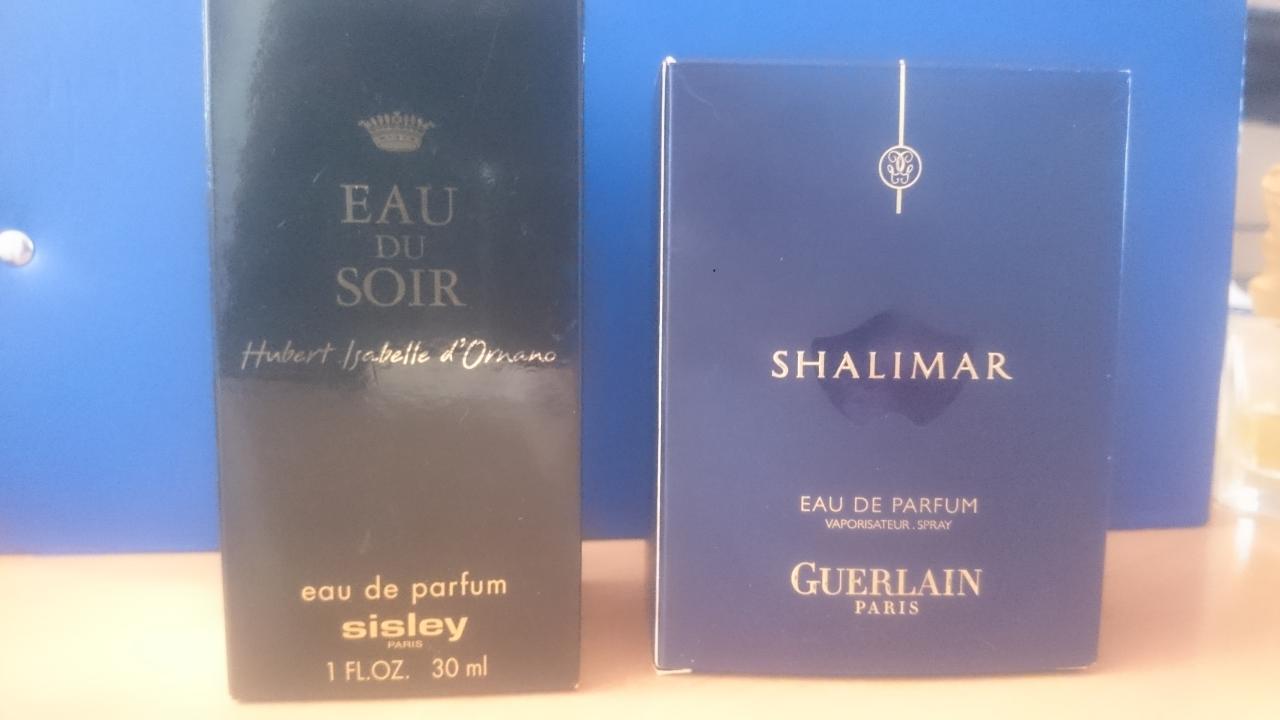 EAU
DU
SOIR
Hubert Isabelle d'Ornano
eau de parfum
sisley
PARIS
1 FL.OZ. 30 ml
SHALIMAR
EAU DE PARFUM
VAPORISATEUR . SPRAY
GUERLAIN
PARIS